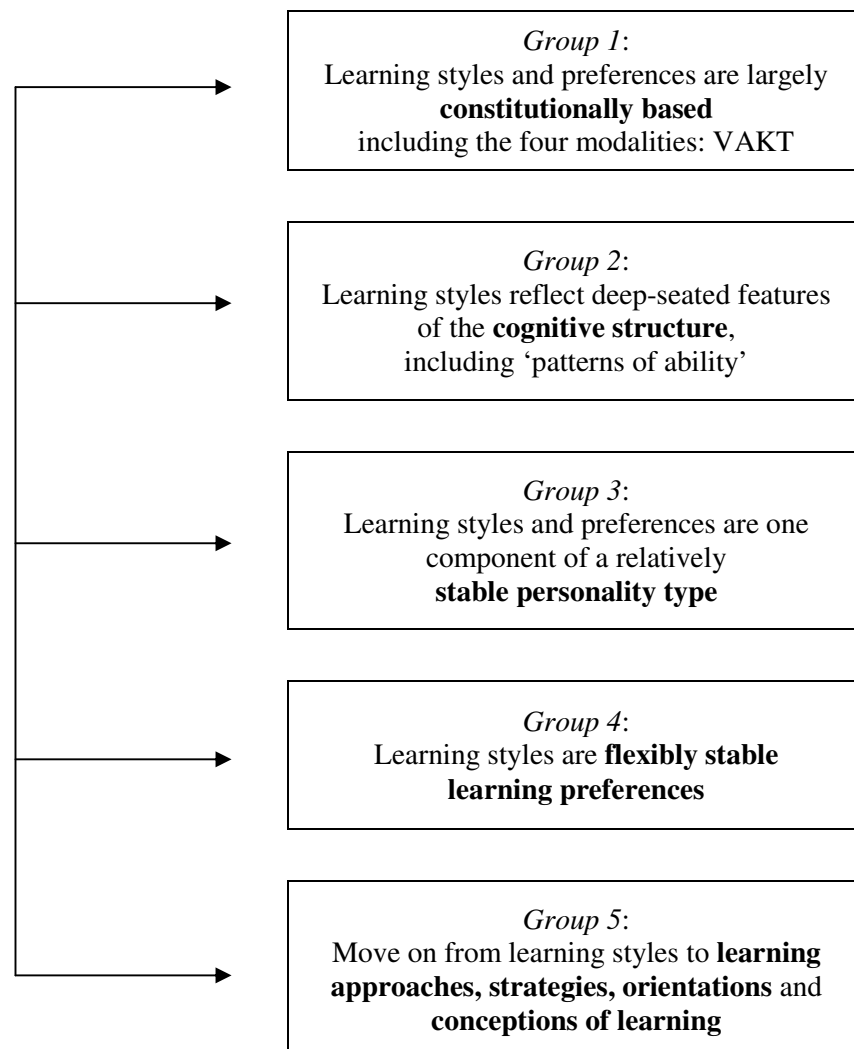 Group 1:
Learning styles and preferences are largely
constitutionally based
including the four modalities: VAKT
Group 2:
Learning styles reflect deep-seated features
of the cognitive structure,
including ‘patterns of ability’
Group 3:
Learning styles and preferences are one
component of a relatively
stable personality type
Group 4:
Learning styles are flexibly stable
learning preferences
Group 5:
Move on from learning styles to learning
approaches, strategies, orientations and
conceptions of learning